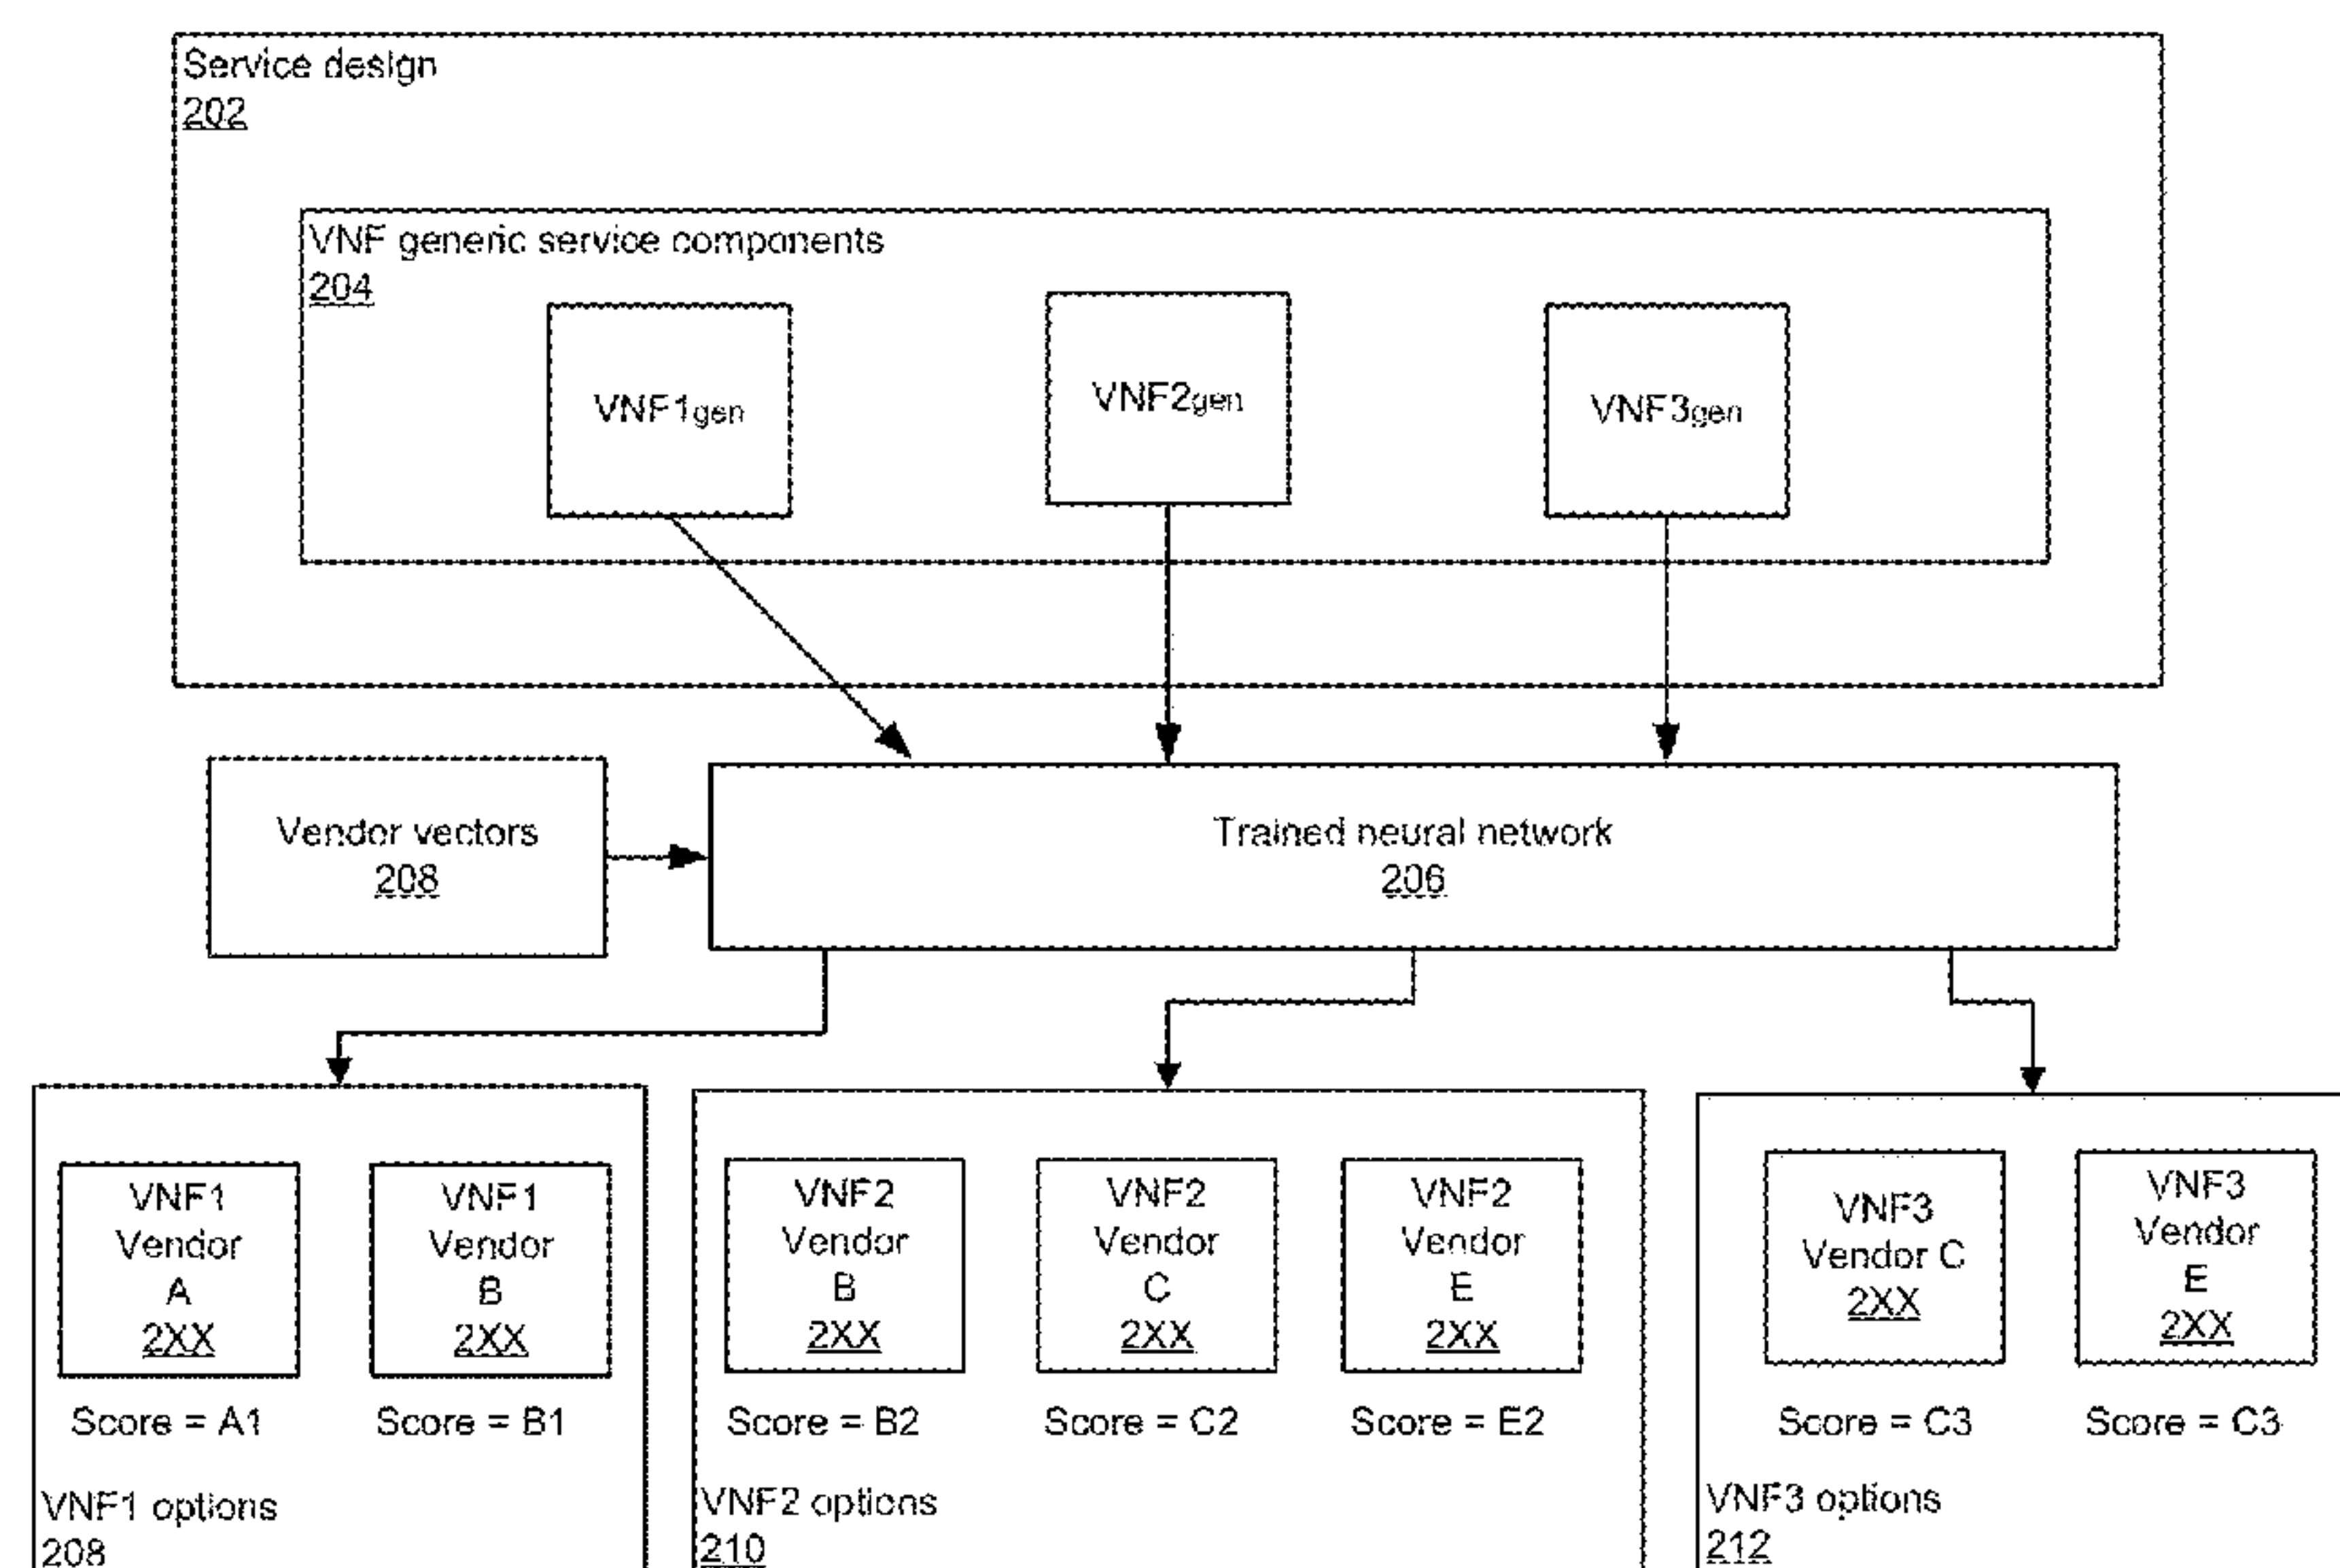 Service design
202
VNF generic service components
204
VNF1gen
VNF2gen
VNF3gen
Vendor vectors
208
Trained neural network
206
VNF1
Vendor
A
2XX
Score = A1
VNF1
Vendor
B
2XX
Score = B1
VNF1 options
208
VNF2
Vendor
B
2XX
Score = B2
VNF2
Vendor
C
2XX
Score = C2
VNF2
Vendor
E
2XX
Score = E2
VNF2 options
210
VNF3
Vendor C
2XX
Score = C3
VNF3
Vendor
E
2XX
Score = C3
VNF3 options
212